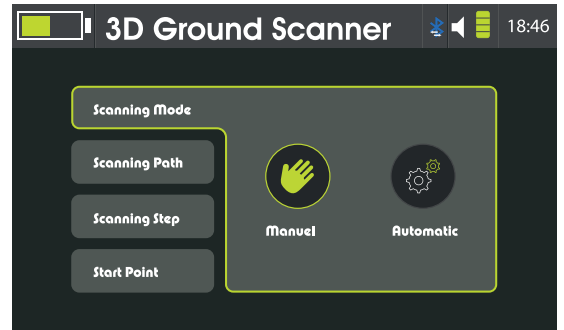 3D Ground Scanner
18:46
Scanning Mode
Scanning Path
Scanning Step
Start Point
Manuel
Automatic